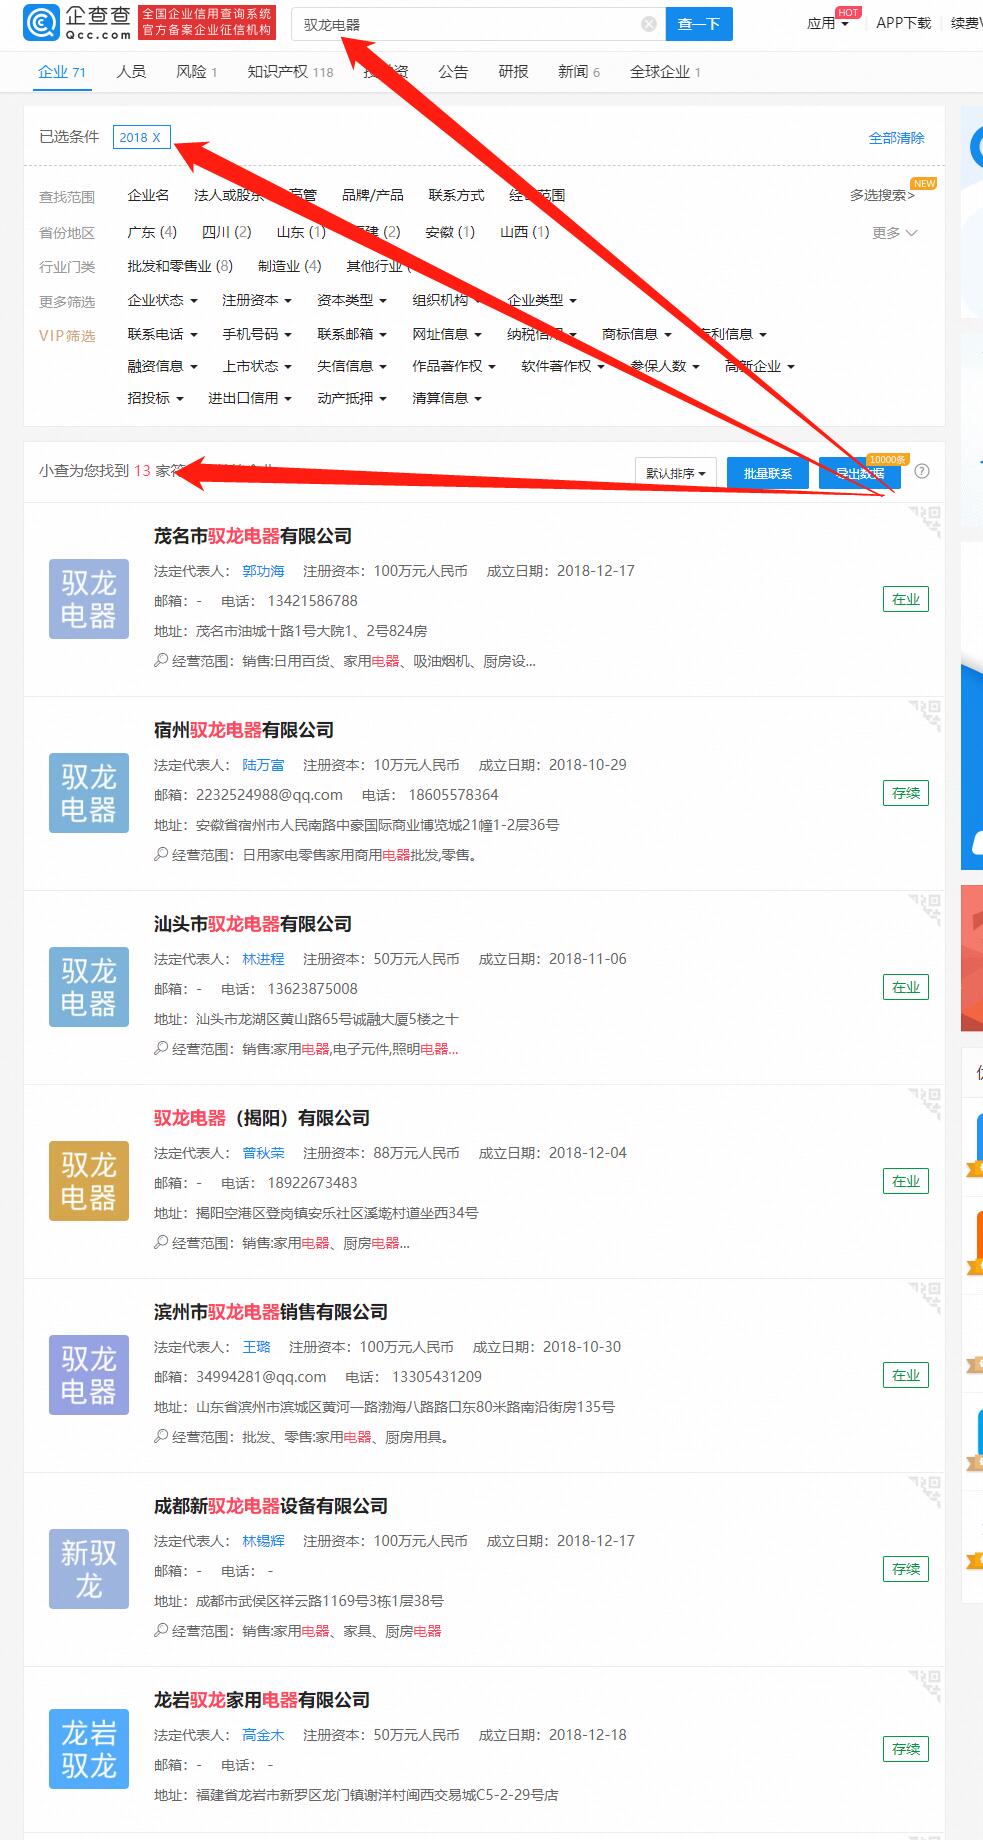 企查查
Qcc.com
全国企业信用查询系统
官方备案企业征信机构
驭龙电器
查一下
应用
HOT
APP下载
续费V
企业 71 人员 风险 1 知识产权 118 资 公告 研报 新闻 6 全球企业 1
已选条件 2018 X 全部清除
查找范围 企业名 法人或股东 高管 品牌/产品 联系方式 范围 多选搜索> NEW
省份地区 广东 (4) 四川 (2) 山东 (1) 建 (2) 安徽 (1) 山西 (1) 更多
行业门类 批发和零售业 (8) 制造业 (4) 其他行业 (
更多筛选 企业状态 注册资本 资本类型 组织机构 企业类型
VIP筛选 联系电话 手机号码 联系邮箱 网址信息 纳税信用 商标信息 专利信息
融资信息 上市状态 失信信息 作品著作权 软件著作权 参保人数 高新企业
招投标 进出口信用 动产抵押 清算信息
小查为您找到 13 家符
默认排序 批量联系 导出数据 10000条 ?
茂名市驭龙电器有限公司
驭龙
电器
法定代表人： 郭功海 注册资本：100万元人民币 成立日期：2018-12-17
邮箱：- 电话： 13421586788
在业
地址：茂名市油城十路1号大院1、2号824房
经营范围：销售:日用百货、家用电器、吸油烟机、厨房设...
宿州驭龙电器有限公司
驭龙
电器
法定代表人： 陆万富 注册资本：10万元人民币 成立日期：2018-10-29
邮箱：2232524988@qq.com 电话： 18605578364
存续
地址：安徽省宿州市人民南路中豪国际商业博览城21幢1-2层36号
经营范围：日用家电零售家用商用电器批发,零售。
汕头市驭龙电器有限公司
驭龙
电器
法定代表人： 林进程 注册资本：50万元人民币 成立日期：2018-11-06
邮箱：- 电话： 13623875008
在业
地址：汕头市龙湖区黄山路65号诚融大厦5楼之十
经营范围：销售:家用电器,电子元件,照明电器...
驭龙电器（揭阳）有限公司
驭龙
电器
法定代表人： 曾秋荣 注册资本：88万元人民币 成立日期：2018-12-04
邮箱：- 电话： 18922673483
在业
地址：揭阳空港区登岗镇安乐社区溪墘村道坐西34号
经营范围：销售:家用电器、厨房电器...
滨州市驭龙电器销售有限公司
驭龙
电器
法定代表人： 王璐 注册资本：100万元人民币 成立日期：2018-10-30
邮箱：34994281@qq.com 电话： 13305431209
在业
地址：山东省滨州市滨城区黄河一路渤海八路路口东80米路南沿街房135号
经营范围：批发、零售:家用电器、厨房用具。
成都新驭龙电器设备有限公司
新驭
龙
法定代表人： 林锡辉 注册资本：100万元人民币 成立日期：2018-12-17
邮箱：- 电话： -
存续
地址：成都市武侯区祥云路1169号3栋1层38号
经营范围：销售:家用电器、家具、厨房电器
龙岩驭龙家用电器有限公司
龙岩
驭龙
法定代表人： 高金木 注册资本：50万元人民币 成立日期：2018-12-18
邮箱：- 电话： -
存续
地址：福建省龙岩市新罗区龙门镇谢洋村闽西交易城C5-2-29号店